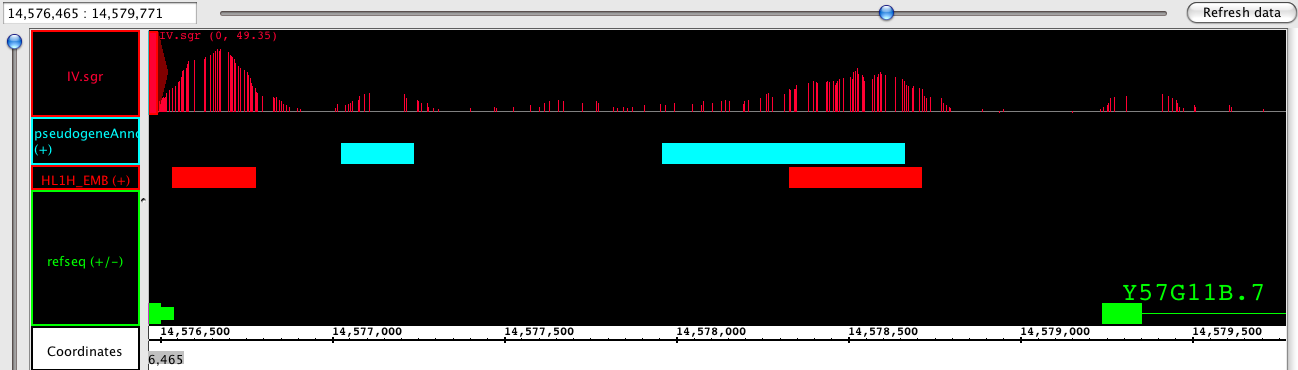 14,576,465 : 14,579,771
Refresh data
IV.sgr
IV.sgr (0, 49.35)
pseudogeneAnno
(+)
HL1H_EMB (+)
refseq (+/-)
Y57G11B.7
Coordinates
14,576,500 14,577,000 14,577,500 14,578,000 14,578,500 14,579,000 14,579,500
6,465